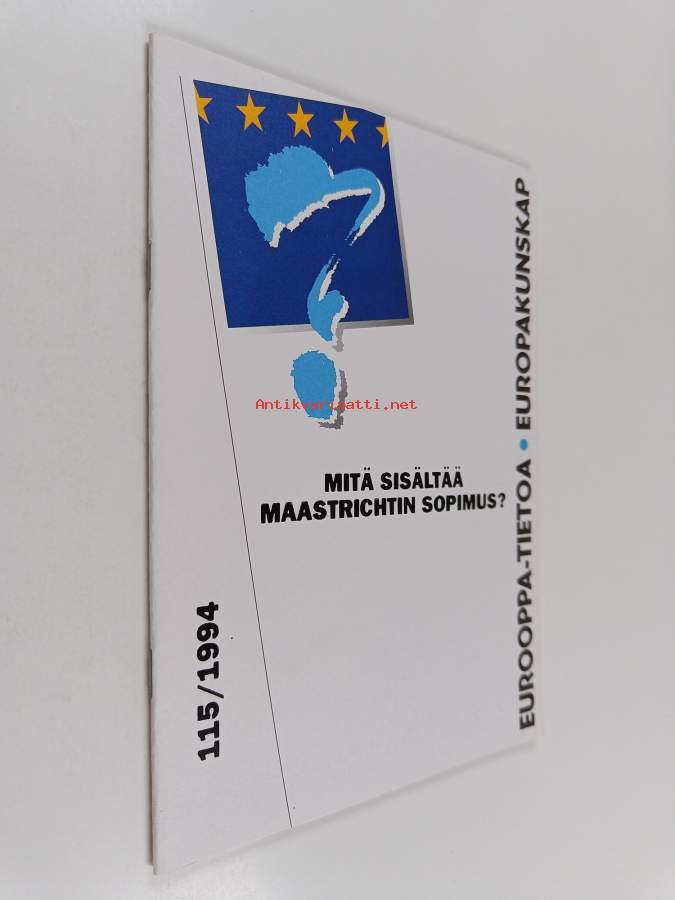 Antikvariaatti.net
MITÄ SISÄLTÄÄ
MAASTRICHTIN SOPIMUS?
115/1994
EUROOPPA-TIETOA • EUROPAKUNSKAP